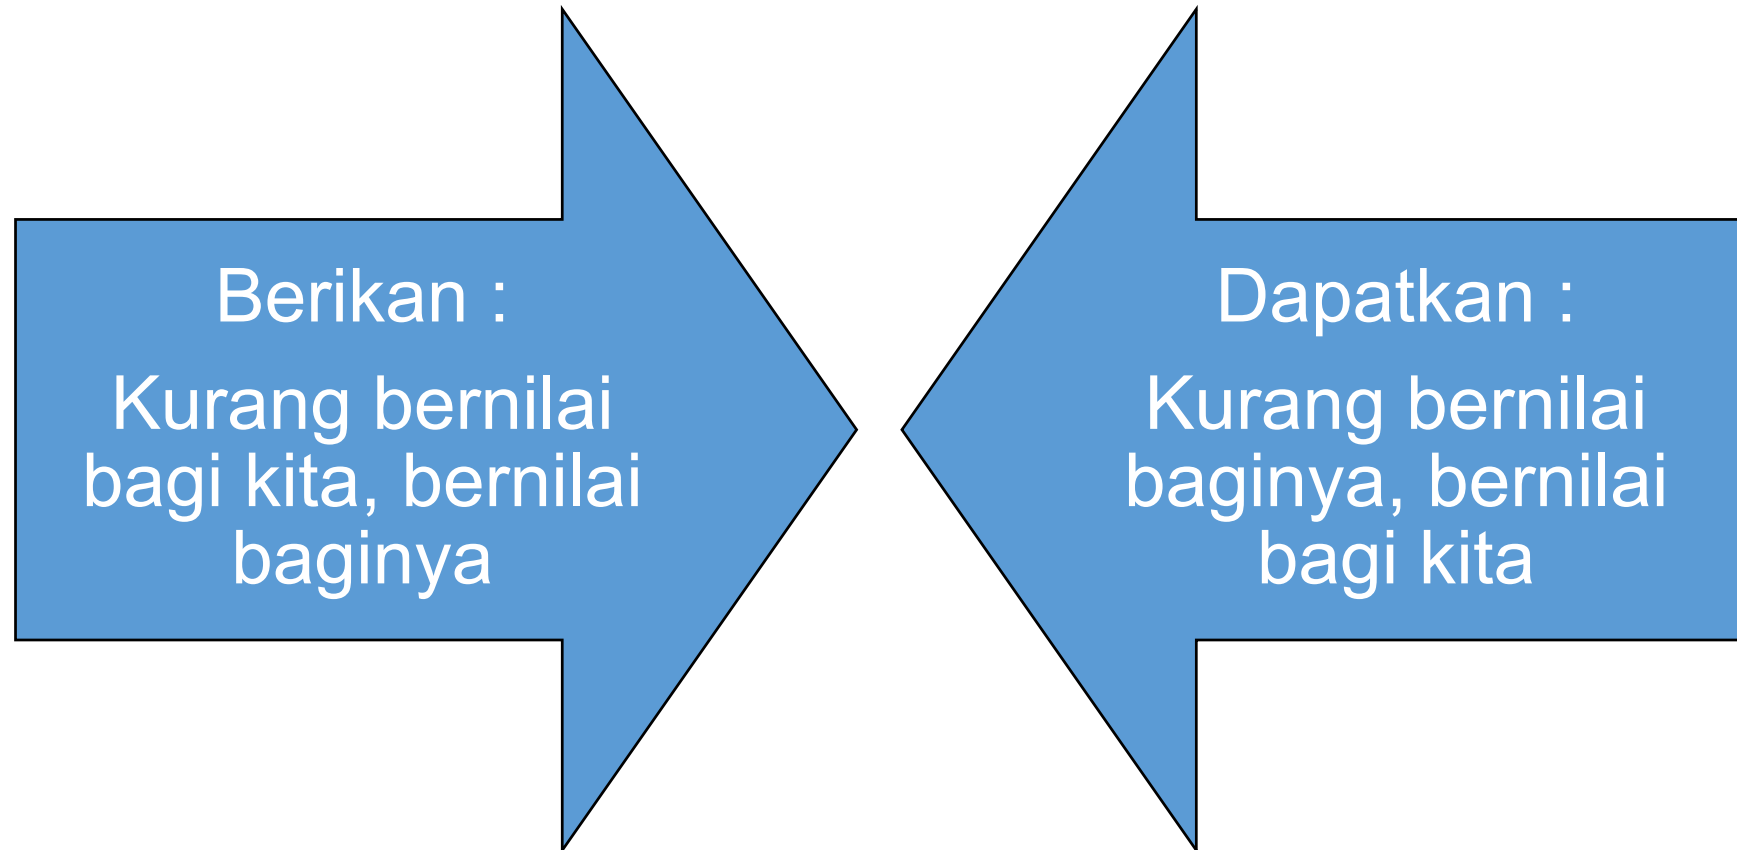 Berikan :
Kurang bernilai
bagi kita, bernilai
baginya
Dapatkan :
Kurang bernilai
baginya, bernilai
bagi kita